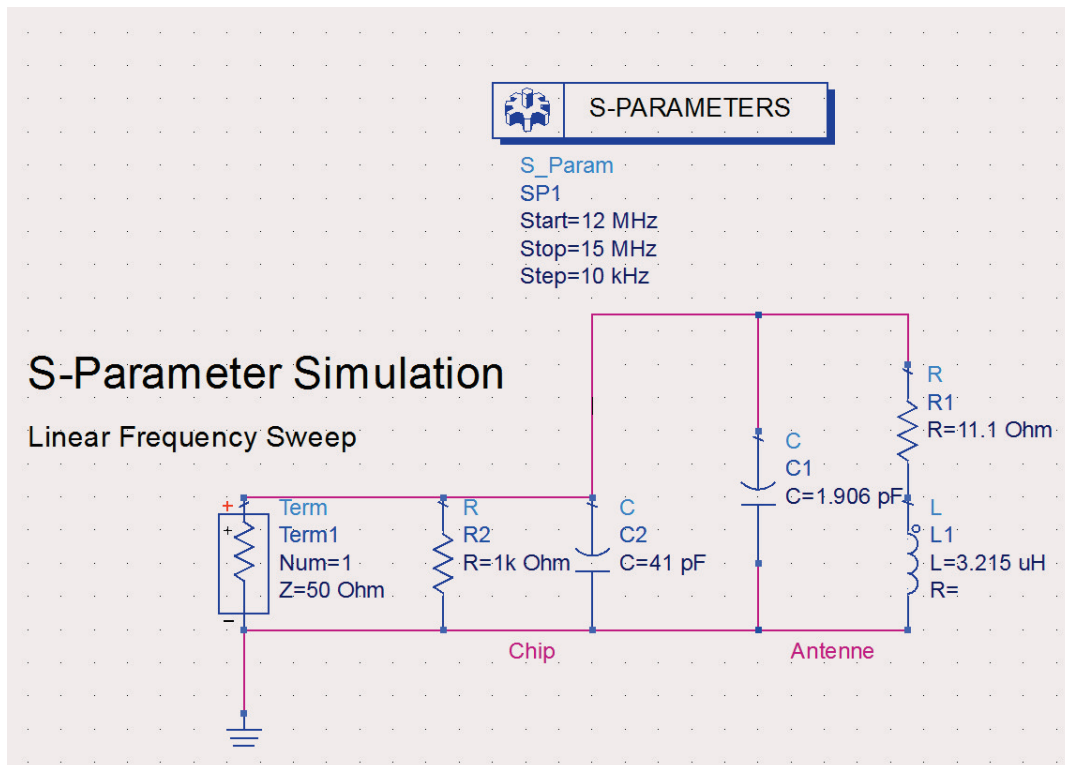 S-PARAMETERS
S_Param
SP1
Start=12 MHz
Stop=15 MHz
Step=10 kHz
S-Parameter Simulation
Linear Frequency Sweep
+
Term
+
Term1
Num=1
Z=50 Ohm
−
R
R2
R=1k Ohm
C
C2
C=41 pF
C
C1
C=1.906 pF
R
R1
R=11.1 Ohm
L
L1
L=3.215 uH
R=
Chip
Antenne